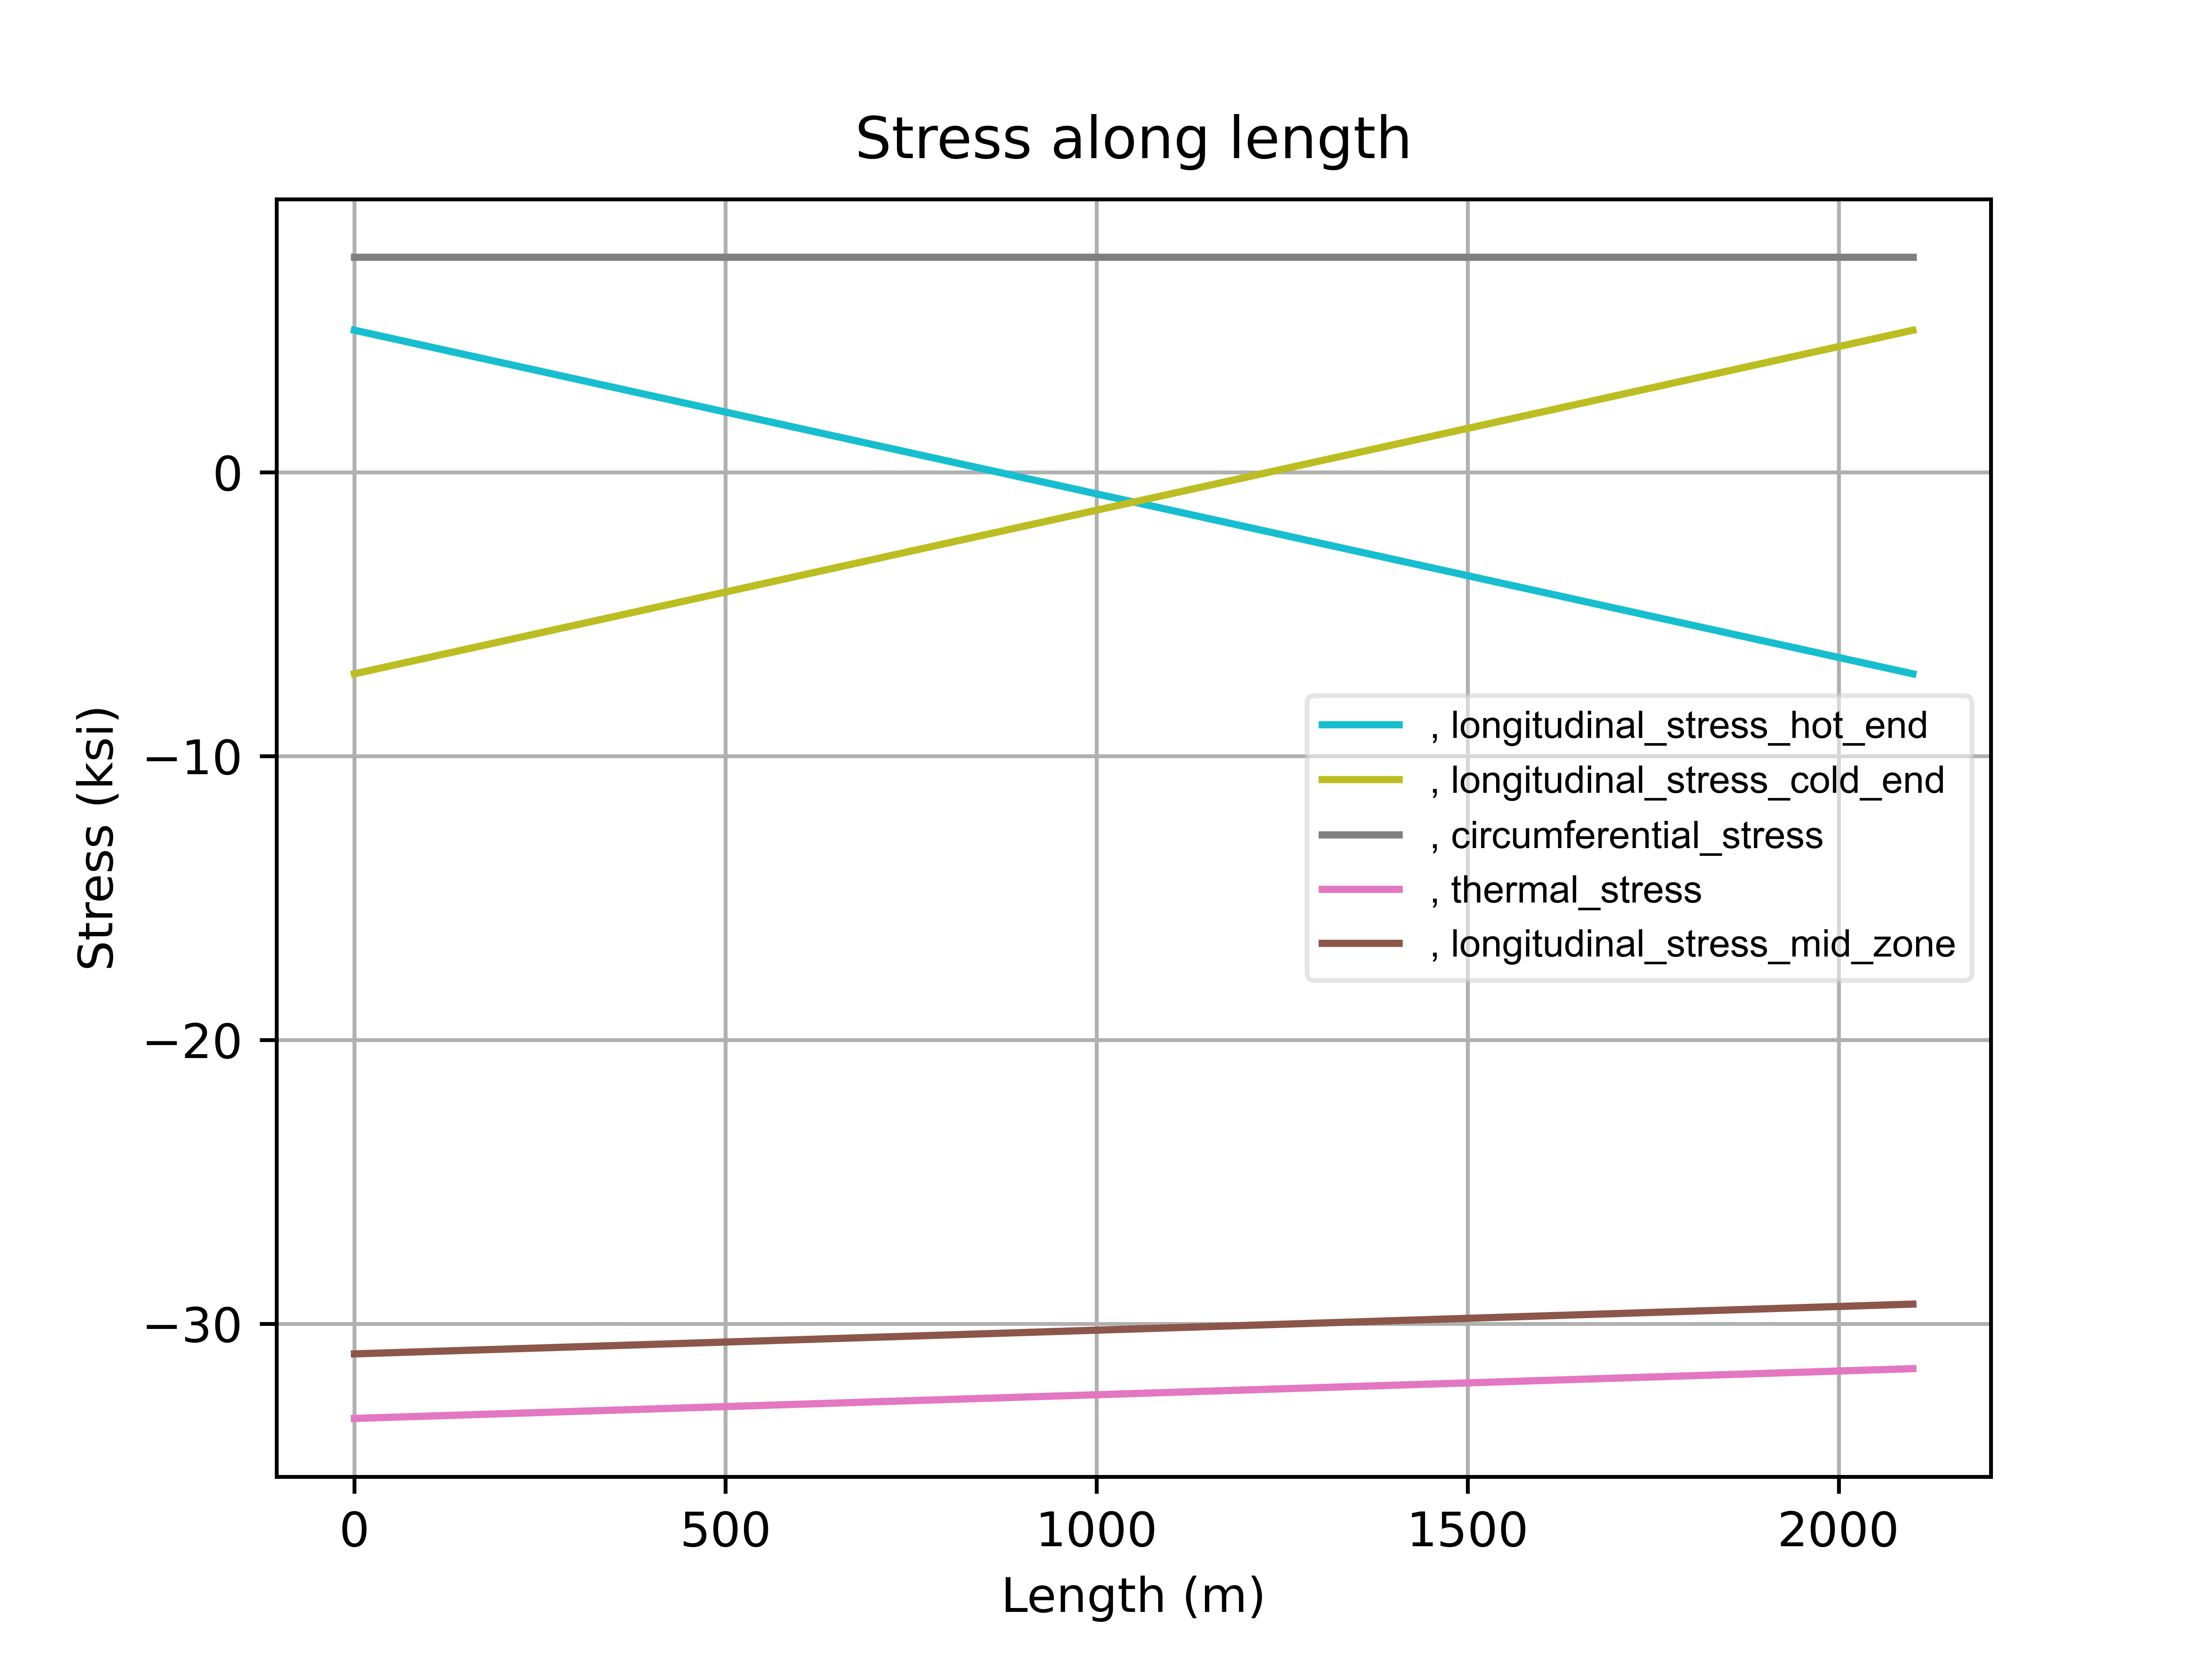 Stress along length
Stress (ksi)
0
−10
−20
−30
, longitudinal_stress_hot_end
, longitudinal_stress_cold_end
, circumferential_stress
, thermal_stress
, longitudinal_stress_mid_zone
0 500 1000 1500 2000
Length (m)